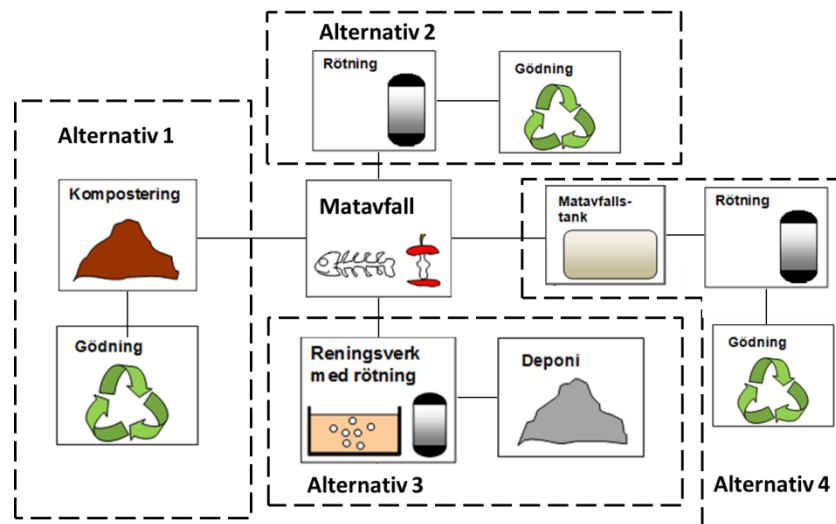 Alternativ 2
Rötning
Gödning
Alternativ 1
Kompostering
Gödning
Matavfall
Matavfalls-
tank
Rötning
Gödning
Alternativ 4
Reningsverk
med rötning
Deponi
Alternativ 3